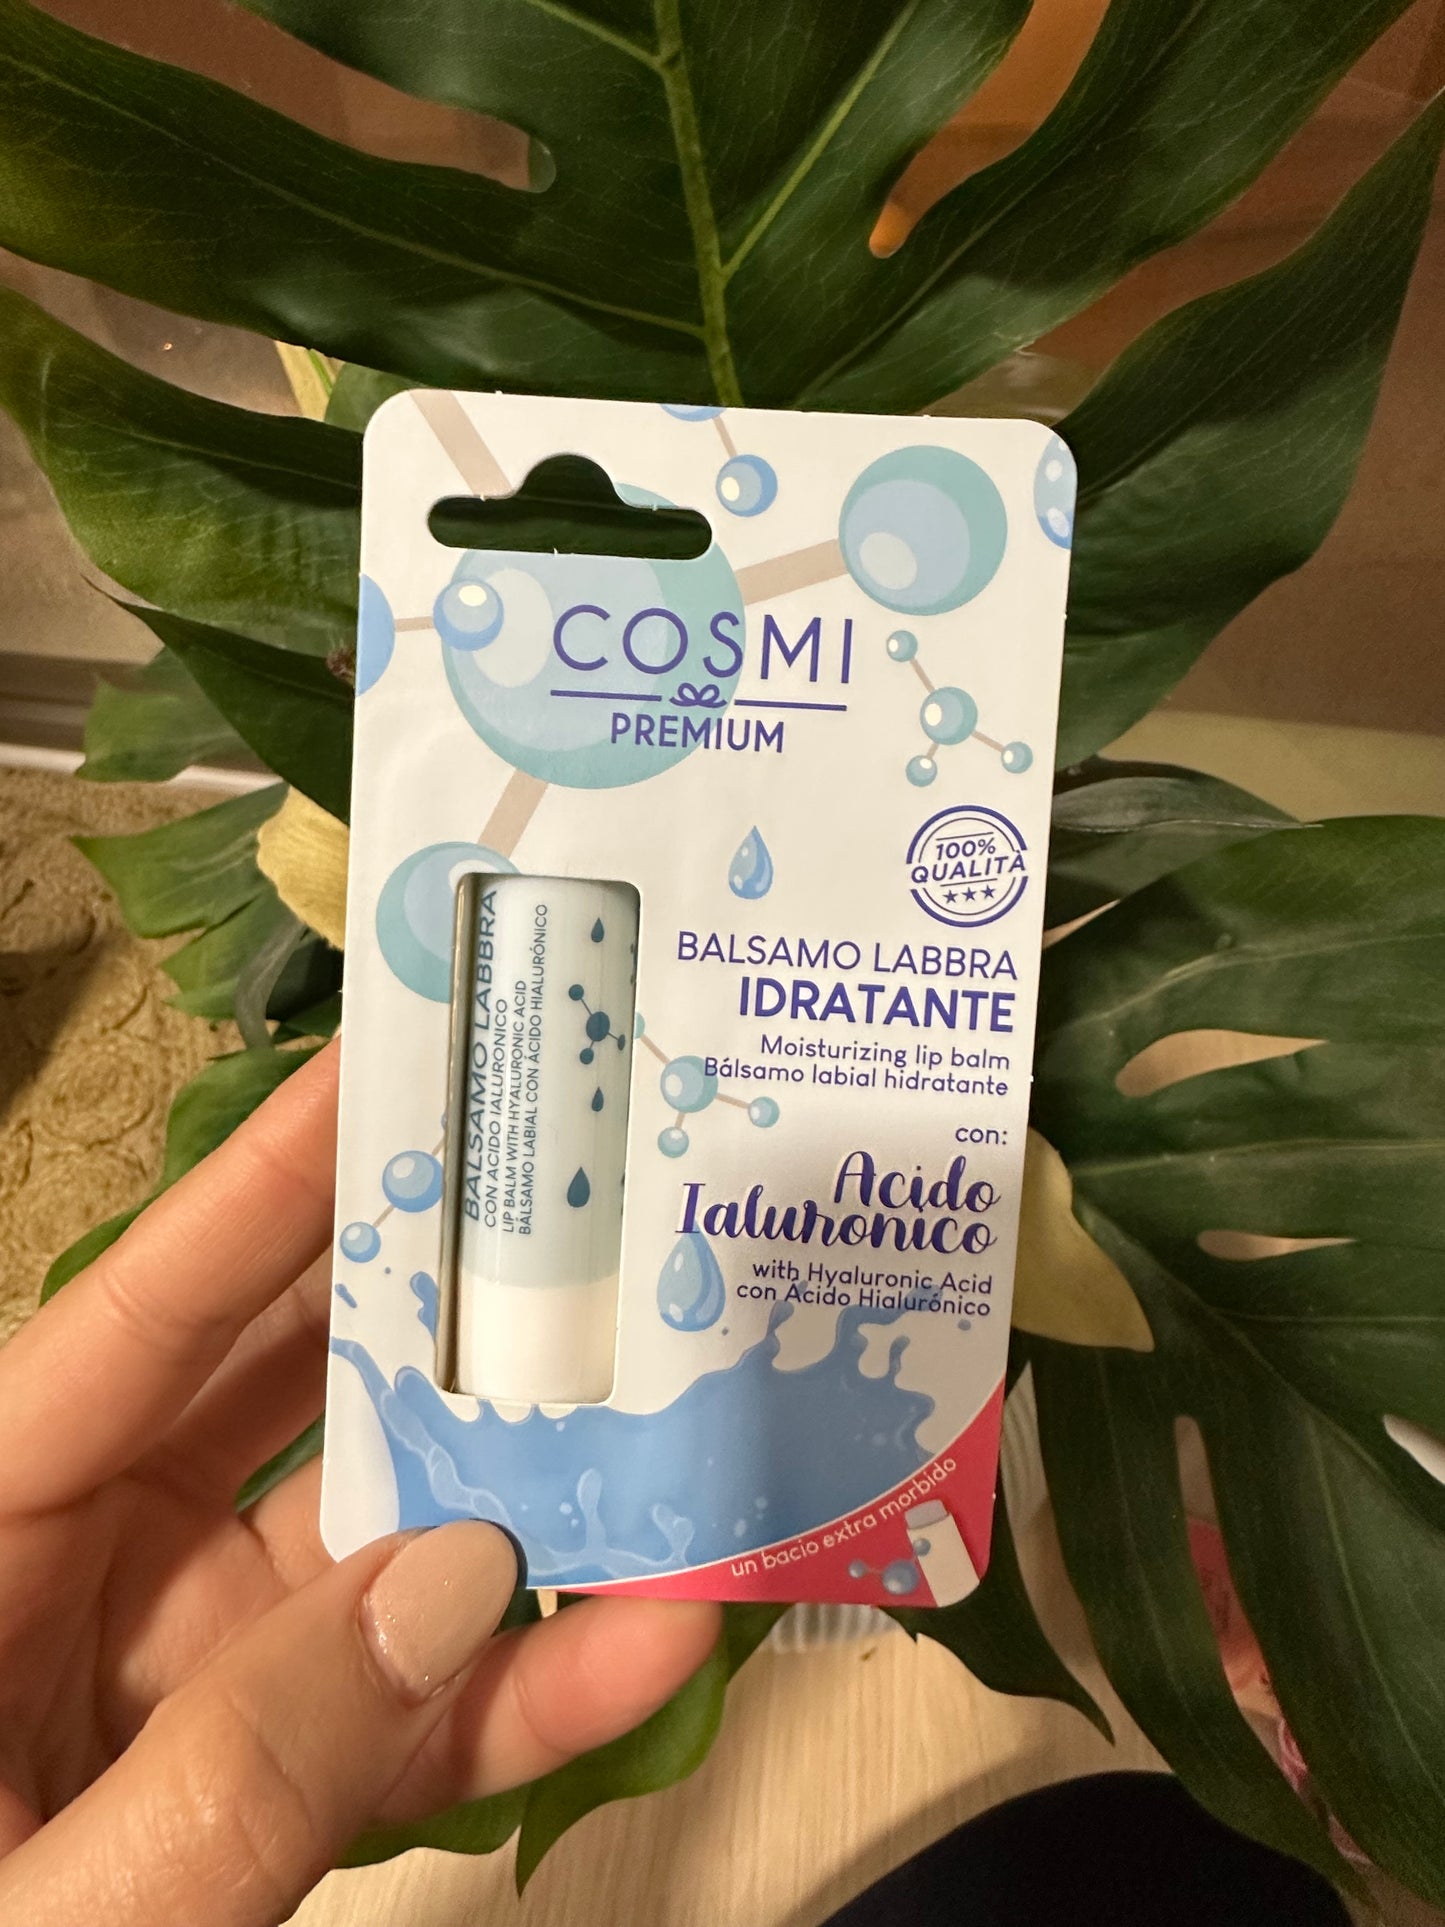 COSMI
PREMIUM
100%
QUALITÀ
BALSAMO LABBRA
IDRATANTE
Moisturizing lip balm
Bálsamo labial hidratante
con:
Acido
Ialuronico
with Hyaluronic Acid
con Ácido Hialurónico
BALSAMO LABBRA
CON ACIDO IALURONICO
LIP BALM WITH HYALURONIC ACID
BÁLSAMO LABIAL CON ÁCIDO HIALURÓNICO
un bacio extra morbido